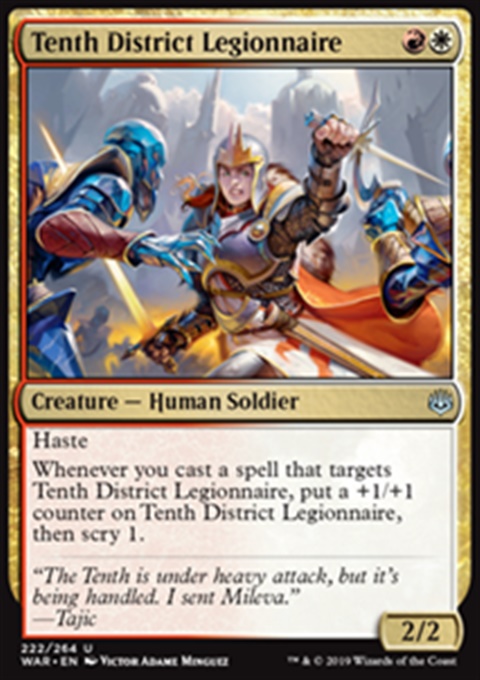 Tenth District Legionnaire
Creature — Human Soldier
Haste
Whenever you cast a spell that targets
Tenth District Legionnaire, put a +1/+1
counter on Tenth District Legionnaire,
then scry 1.
"The Tenth is under heavy attack, but it's
being handled. I sent Mileva."
—Tajic
2/2
222/264 U
WAR • EN Victor Adame Minguez
™ & © 2019 Wizards of the Coast